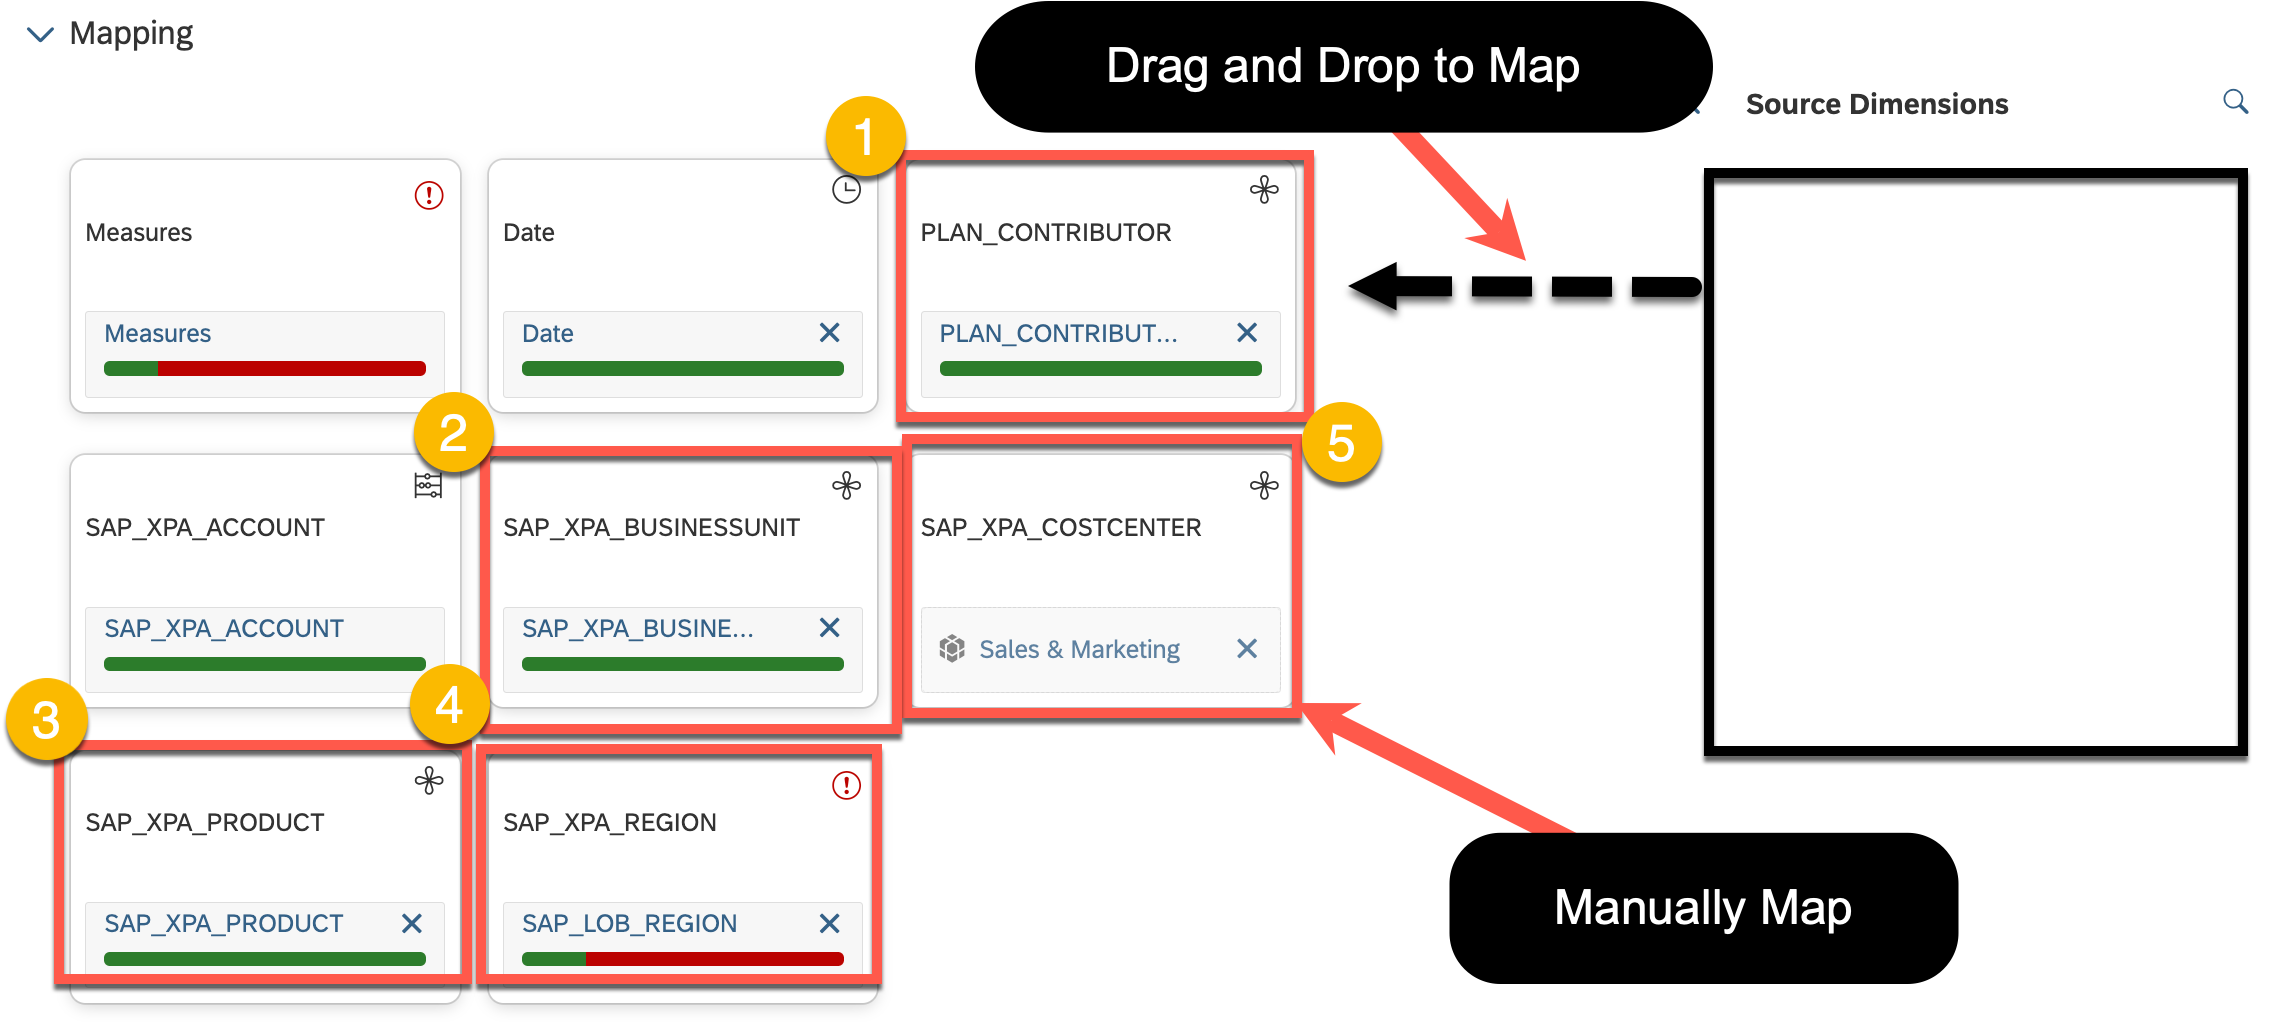 Mapping
Drag and Drop to Map
Source Dimensions
1
Measures
Date
PLAN_CONTRIBUTOR
Measures
Date
PLAN_CONTRIBUT...
2
5
SAP_XPA_ACCOUNT
SAP_XPA_BUSINESSUNIT
SAP_XPA_COSTCENTER
SAP_XPA_ACCOUNT
SAP_XPA_BUSINE...
Sales & Marketing
3
4
SAP_XPA_PRODUCT
SAP_XPA_REGION
SAP_XPA_PRODUCT
SAP_LOB_REGION
Manually Map